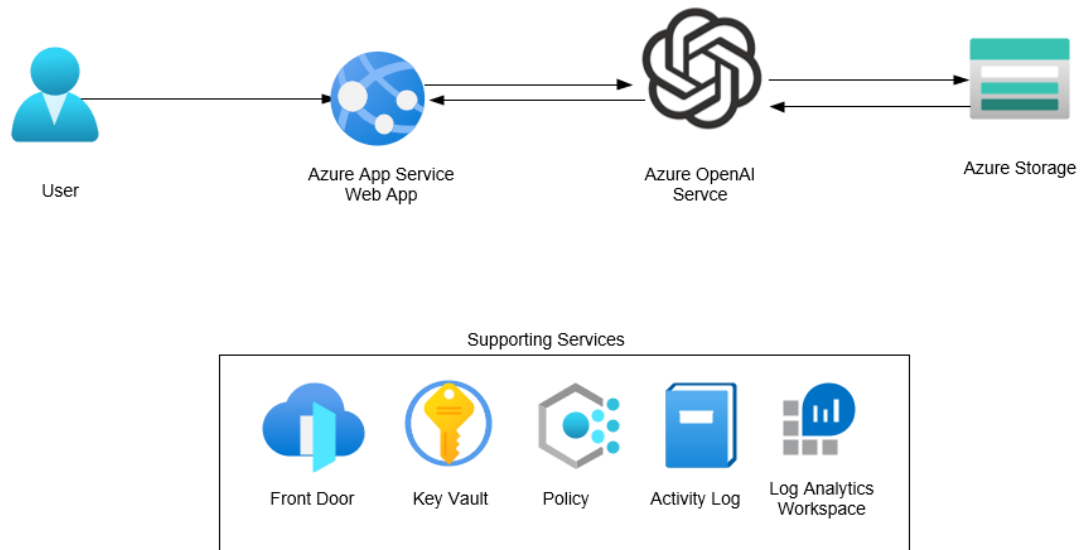 User
Azure App Service
Web App
Azure OpenAI
Servce
Azure Storage
Supporting Services
Front Door
Key Vault
Policy
Activity Log
Log Analytics
Workspace